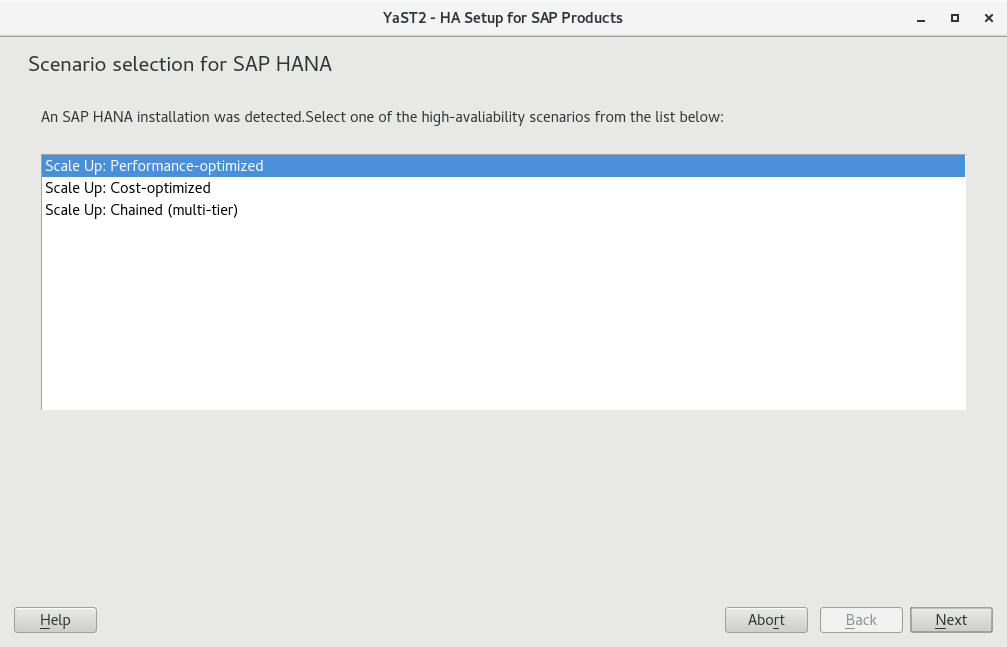 YaST2 - HA Setup for SAP Products
Scenario selection for SAP HANA
An SAP HANA installation was detected.Select one of the high-avaliability scenarios from the list below:
Scale Up: Performance-optimized
Scale Up: Cost-optimized
Scale Up: Chained (multi-tier)
Help Abort Back Next